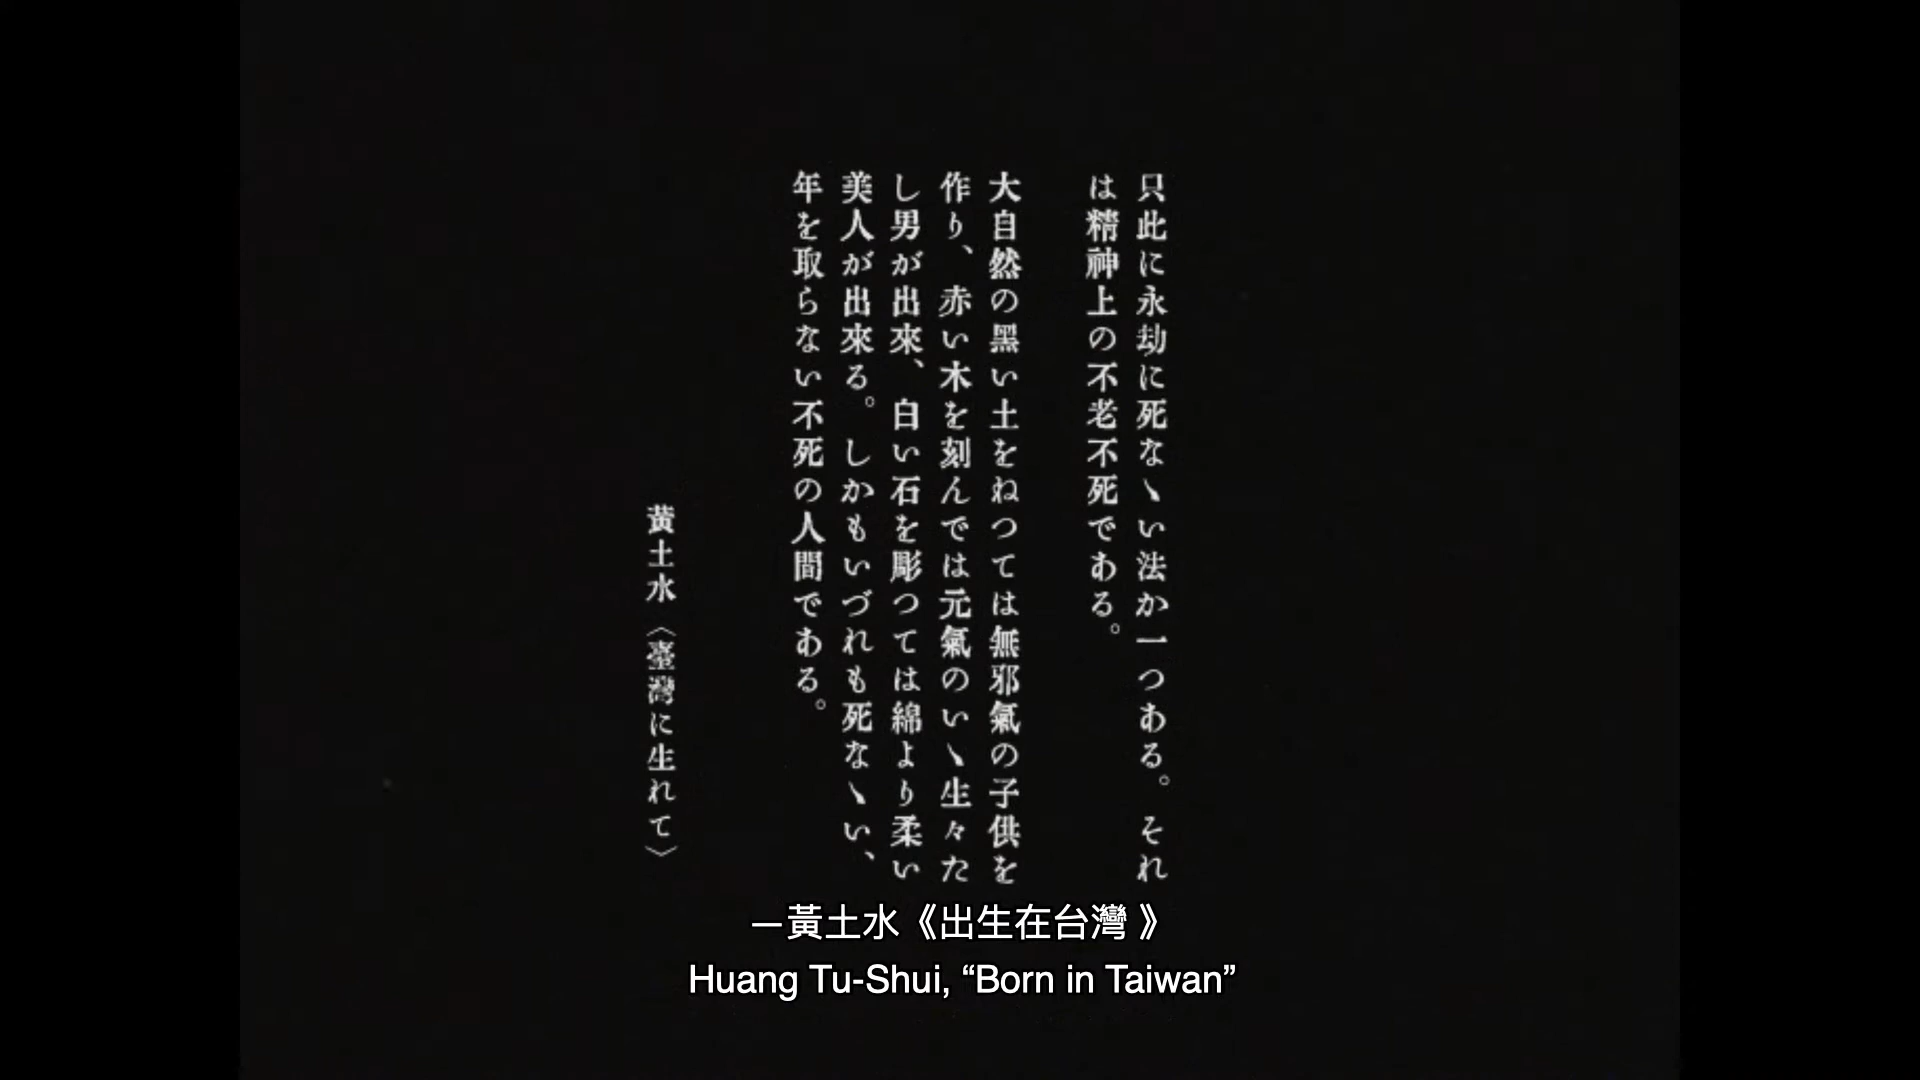 只此に永劫に死なゝい法か一つある。それ
は精神上の不老不死である。
大自然の黑い土をねつては無邪氣の子供を
作り、赤い木を刻んでは元氣のいゝ生々た
し男が出來、白い石を彫つては綿より柔い
美人が出來る。しかもいづれも死なゝい、
年を取らない不死の人間である。
黃土水〈臺灣に生れて〉
—黃土水《出生在台灣 》
Huang Tu-Shui, “Born in Taiwan”